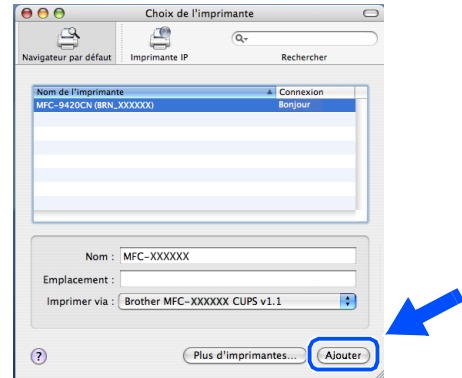 Choix de l'imprimante
Q
Navigateur par défaut Imprimante IP Rechercher
Nom de l'imprimante Connexion
MFC-9420CN (BRN_XXXXXX) Bonjour
Nom : MFC-XXXXXX
Emplacement :
Imprimer via : Brother MFC-XXXXXX CUPS v1.1
? Plus d'imprimantes... Ajouter